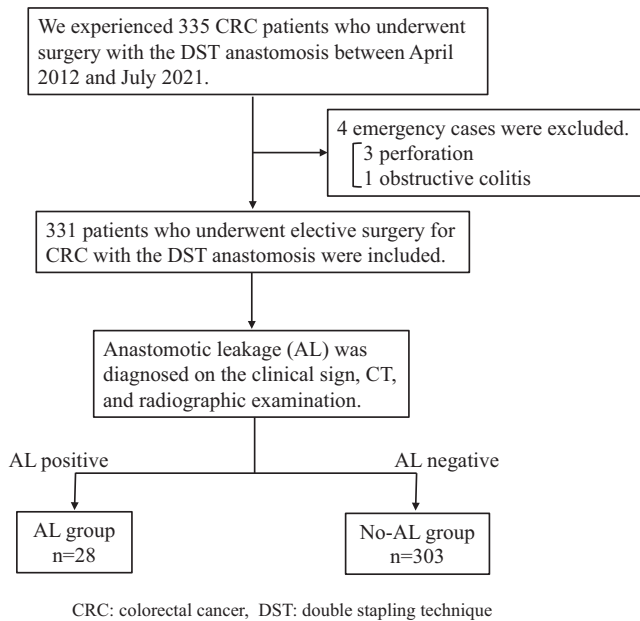 We experienced 335 CRC patients who underwent
surgery with the DST anastomosis between April
2012 and July 2021.
4 emergency cases were excluded.
3 perforation
1 obstructive colitis
331 patients who underwent elective surgery for
CRC with the DST anastomosis were included.
Anastomotic leakage (AL) was
diagnosed on the clinical sign, CT,
and radiographic examination.
AL positive
AL negative
AL group
n=28
No-AL group
n=303
CRC: colorectal cancer, DST: double stapling technique